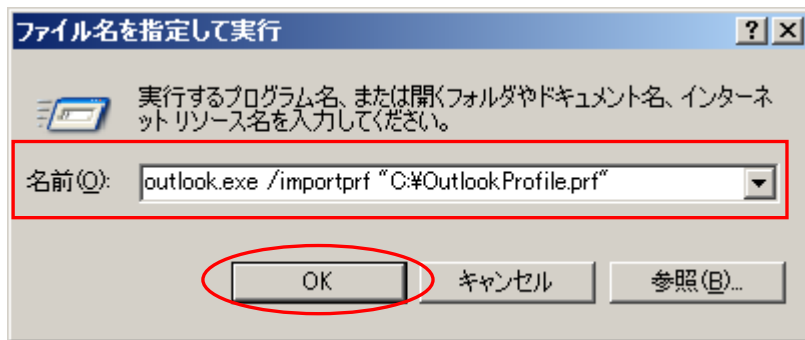 ファイル名を指定して実行
実行するプログラム名、または開くフォルダやドキュメント名、インターネ
ット リソース名を入力してください。
名前(O): outlook.exe /importprf "C:¥OutlookProfile.prf"
OK キャンセル 参照(B)...